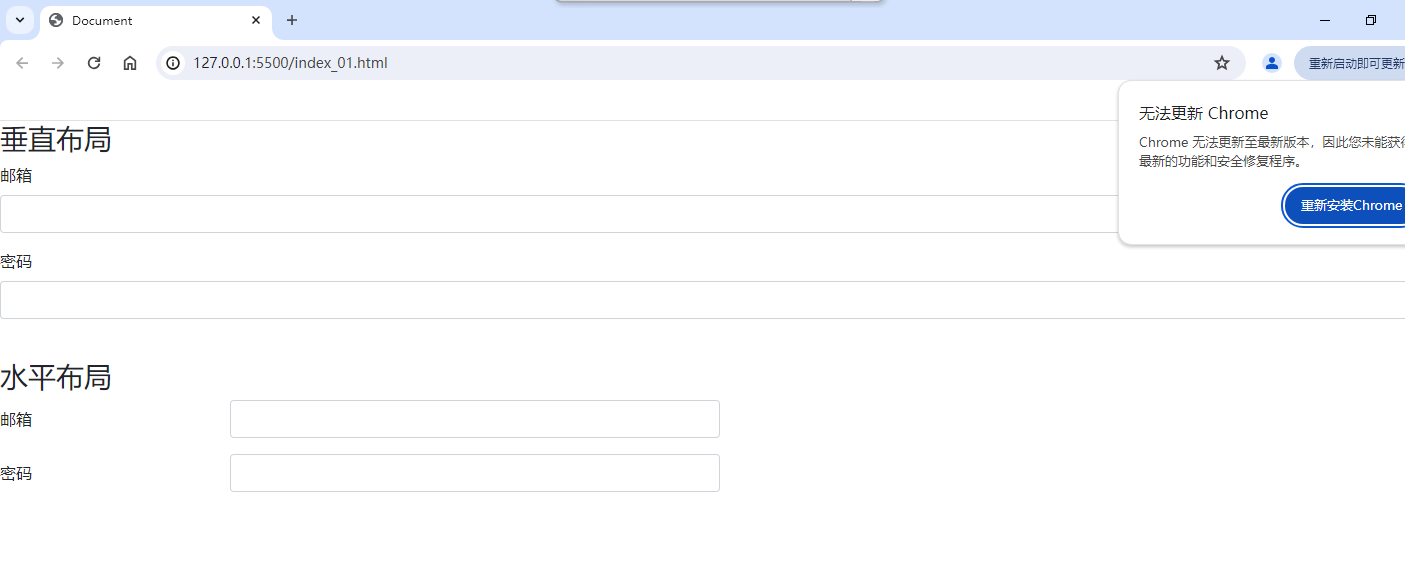 Document
127.0.0.1:5500/index_01.html
重新启动即可更新
无法更新 Chrome
Chrome 无法更新至最新版本，因此您未能获得
最新的功能和安全修复程序。
重新安装Chrome
垂直布局
邮箱
密码
水平布局
邮箱
密码